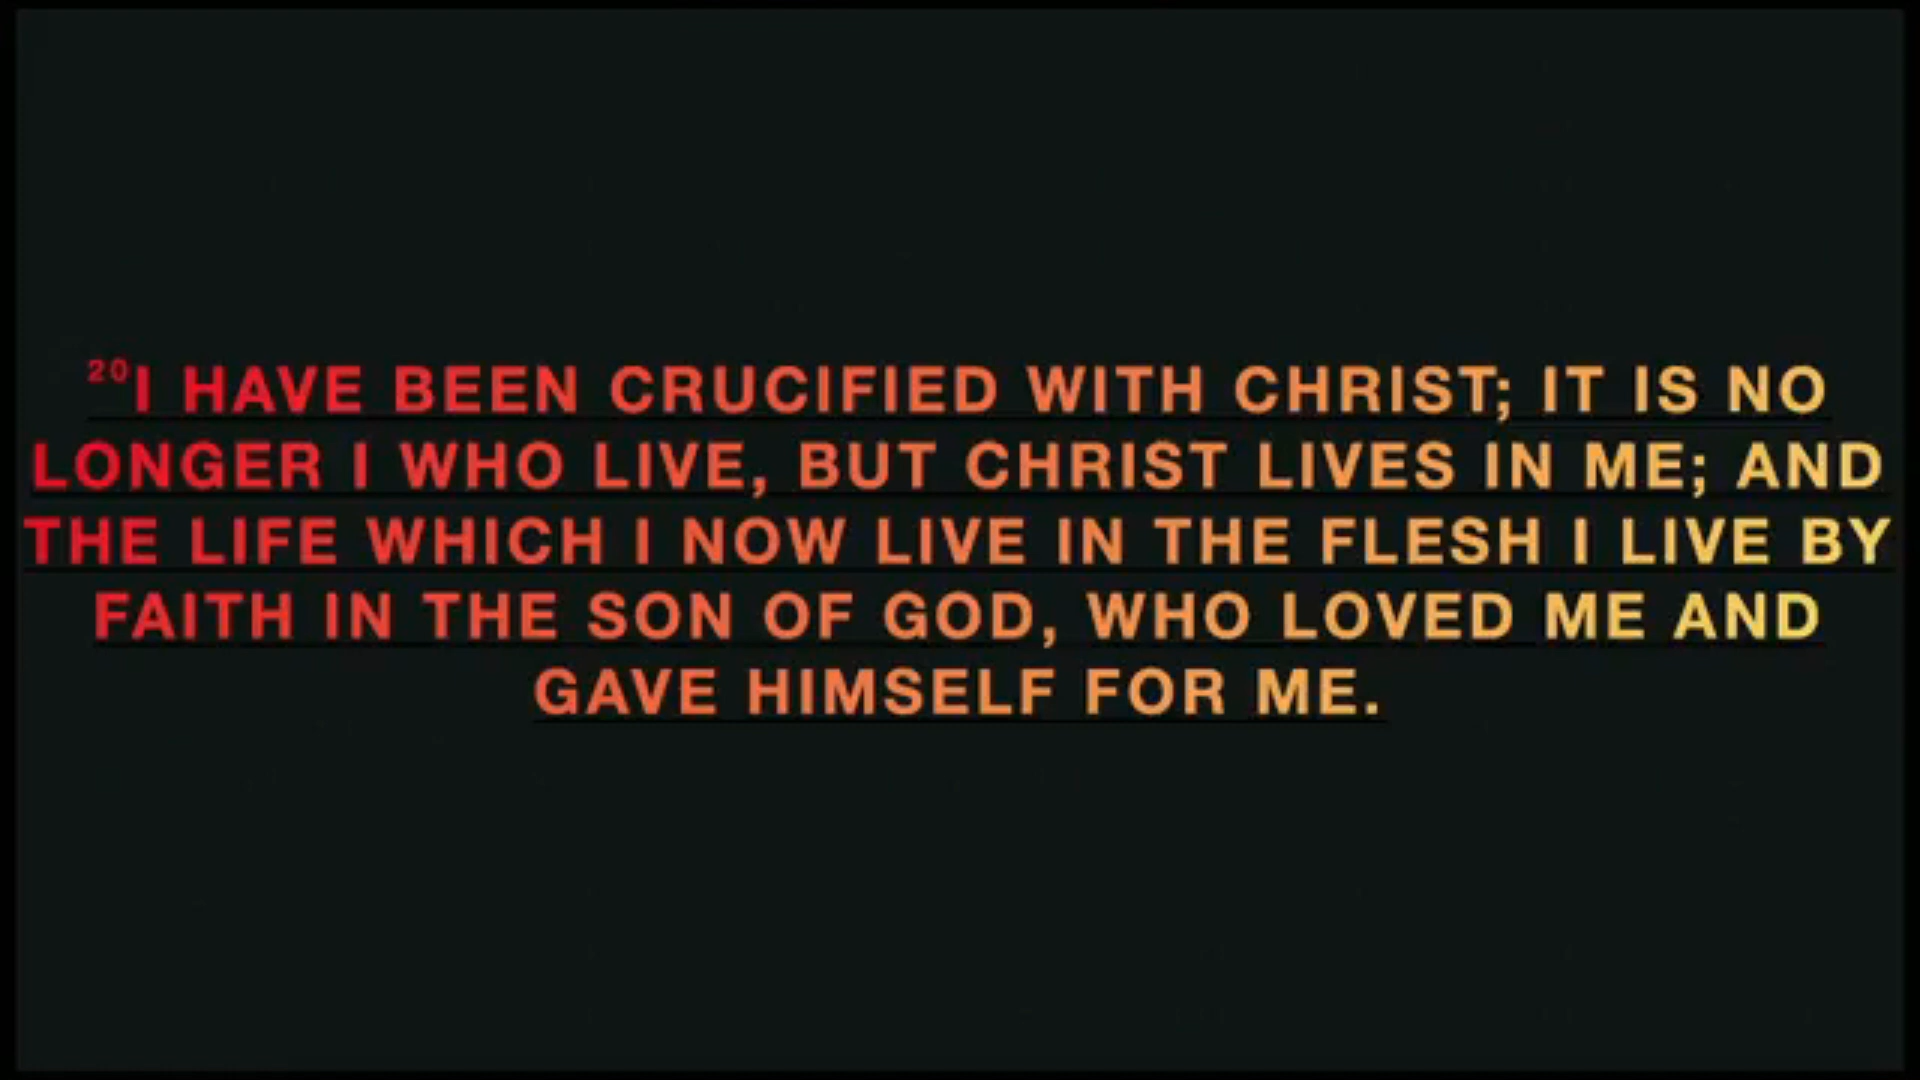 ²⁰I HAVE BEEN CRUCIFIED WITH CHRIST; IT IS NO
LONGER I WHO LIVE, BUT CHRIST LIVES IN ME; AND
THE LIFE WHICH I NOW LIVE IN THE FLESH I LIVE BY
FAITH IN THE SON OF GOD, WHO LOVED ME AND
GAVE HIMSELF FOR ME.